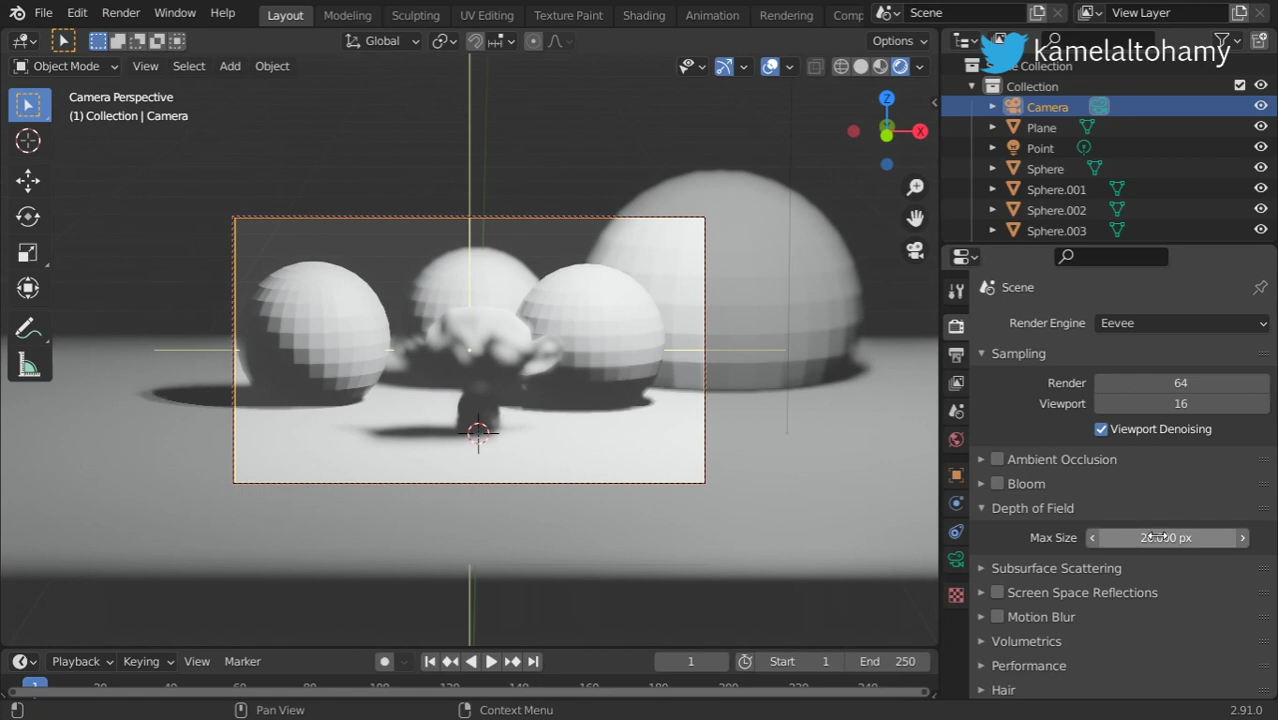 File Edit Render Window Help Layout Modeling Sculpting UV Editing Texture Paint Shading Animation Rendering Comp Scene View Layer
Global Options
kamelaltohamy
Object Mode View Select Add Object
Collection
Camera Perspective
(1) Collection | Camera
Z
X
Collection
Camera
Plane
Point
Sphere
Sphere.001
Sphere.002
Sphere.003
Scene
Render Engine Eevee
Sampling
Render 64
Viewport 16
Viewport Denoising
Ambient Occlusion
Bloom
Depth of Field
Max Size px
Subsurface Scattering
Screen Space Reflections
Motion Blur
Volumetrics
Performance
Hair
Playback Keying View Marker 1 Start 1 End 250
1
Pan View Context Menu 2.91.0